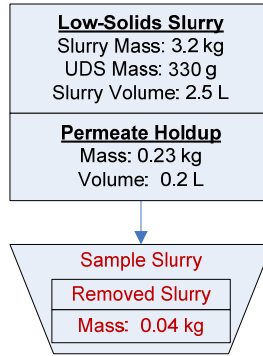 Low-Solids Slurry
Slurry Mass: 3.2 kg
UDS Mass: 330 g
Slurry Volume: 2.5 L
Permeate Holdup
Mass: 0.23 kg
Volume: 0.2 L
Sample Slurry
Removed Slurry
Mass: 0.04 kg